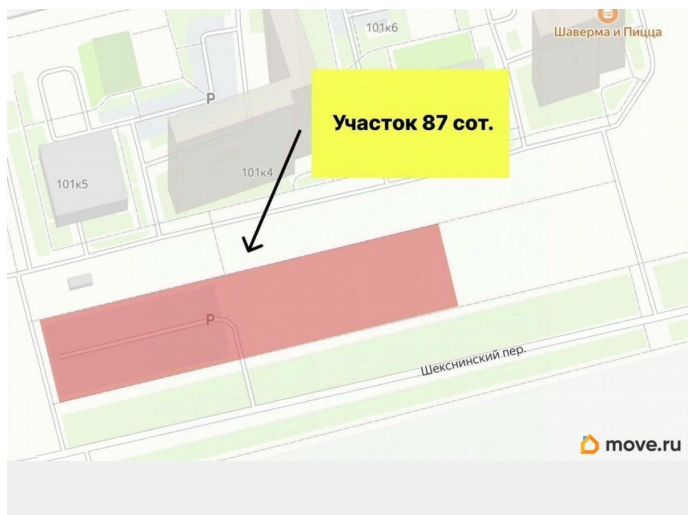 101к6
Шаверма и Пицца
P
Участок 87 сот.
101к5
101к4
P
Шекснинский пер.
move.ru